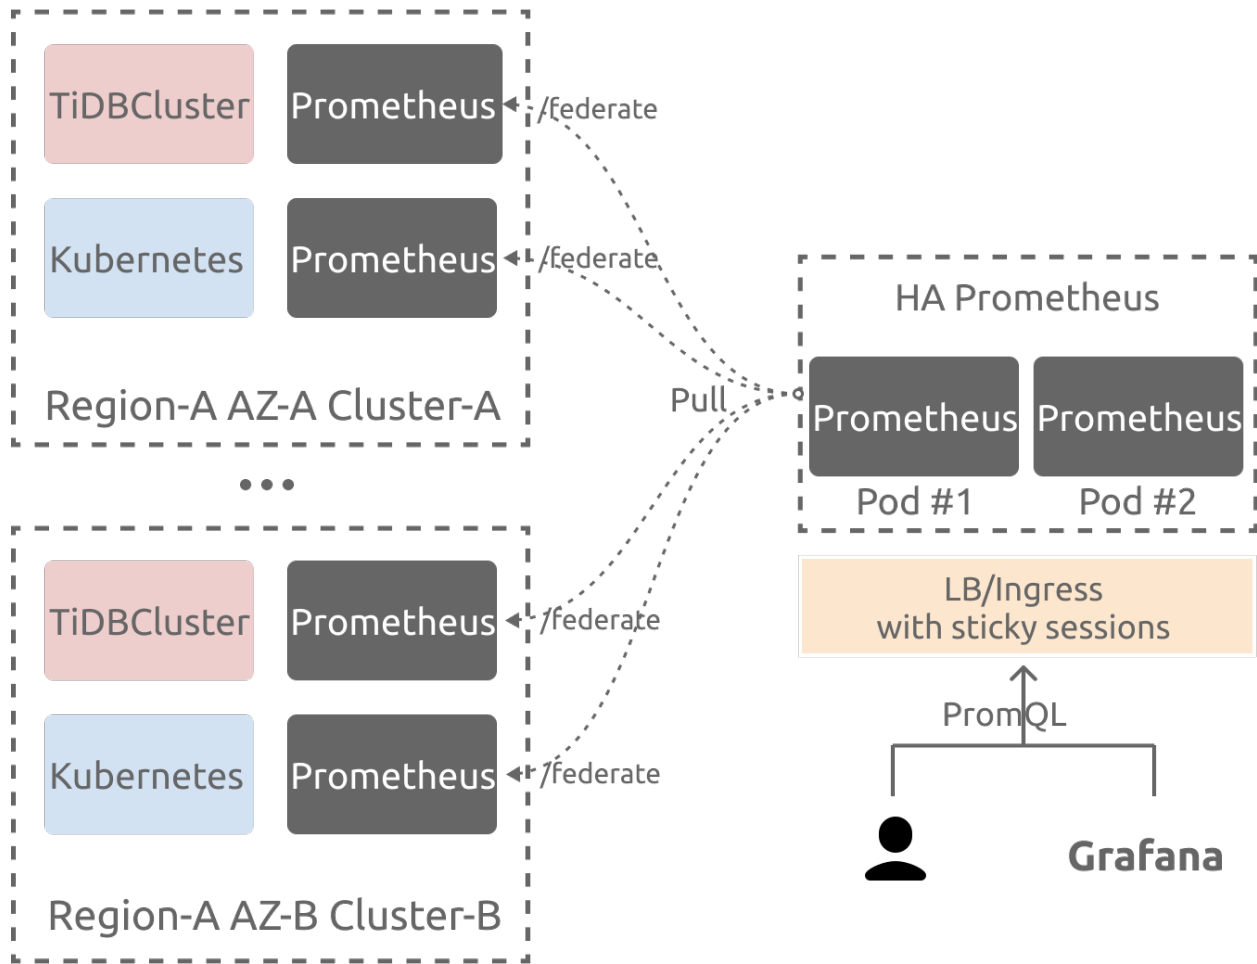 TiDBCluster
Prometheus
/federate
Kubernetes
Prometheus
/federate
Region-A AZ-A Cluster-A
...
TiDBCluster
Prometheus
/federate
Kubernetes
Prometheus
/federate
Region-A AZ-B Cluster-B
Pull
HA Prometheus
Prometheus
Prometheus
Pod #1
Pod #2
LB/Ingress
with sticky sessions
PromQL
Grafana